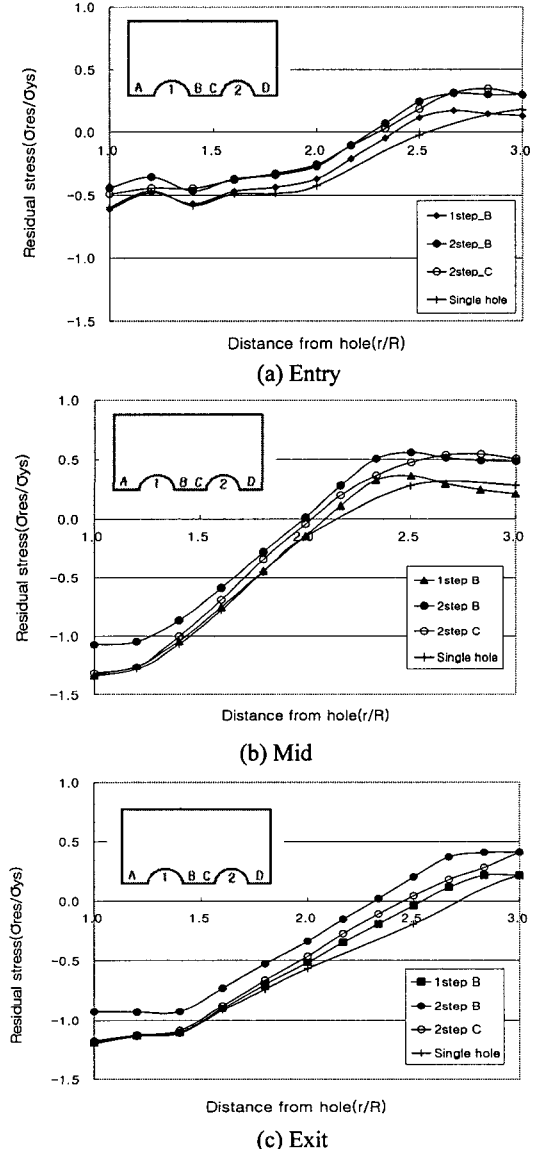 1.0
0.5
0.0
-0.5
-1.0
-1.5
Residual stress(σres/σys)
A 1 B C 2 D
1.0 1.5 2.0 2.5 3.0
1step_B
2step_B
2step_C
Single hole
Distance from hole(r/R)
(a) Entry
1.0
0.5
0.0
-0.5
-1.0
-1.5
Residual stress(σres/σys)
A 1 B C 2 D
1.0 1.5 2.0 2.5 3.0
1step B
2step B
2step C
Single hole
Distance from hole(r/R)
(b) Mid
1.0
0.5
0.0
-0.5
-1.0
-1.5
Residual stress(σres/σys)
A 1 B C 2 D
1.0 1.5 2.0 2.5 3.0
1step B
2step B
2step C
Single hole
Distance from hole(r/R)
(c) Exit